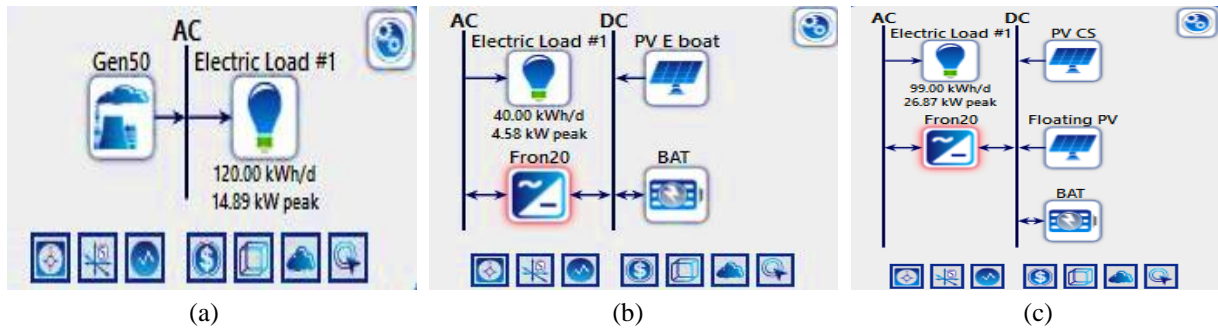 AC
Gen50
Electric Load #1
120.00 kWh/d
14.89 kW peak
(a)
AC
DC
Electric Load #1
PV E boat
40.00 kWh/d
4.58 kW peak
Fron20
BAT
(b)
AC
DC
Electric Load #1
PV CS
99.00 kWh/d
26.87 kW peak
Fron20
Floating PV
BAT
(c)